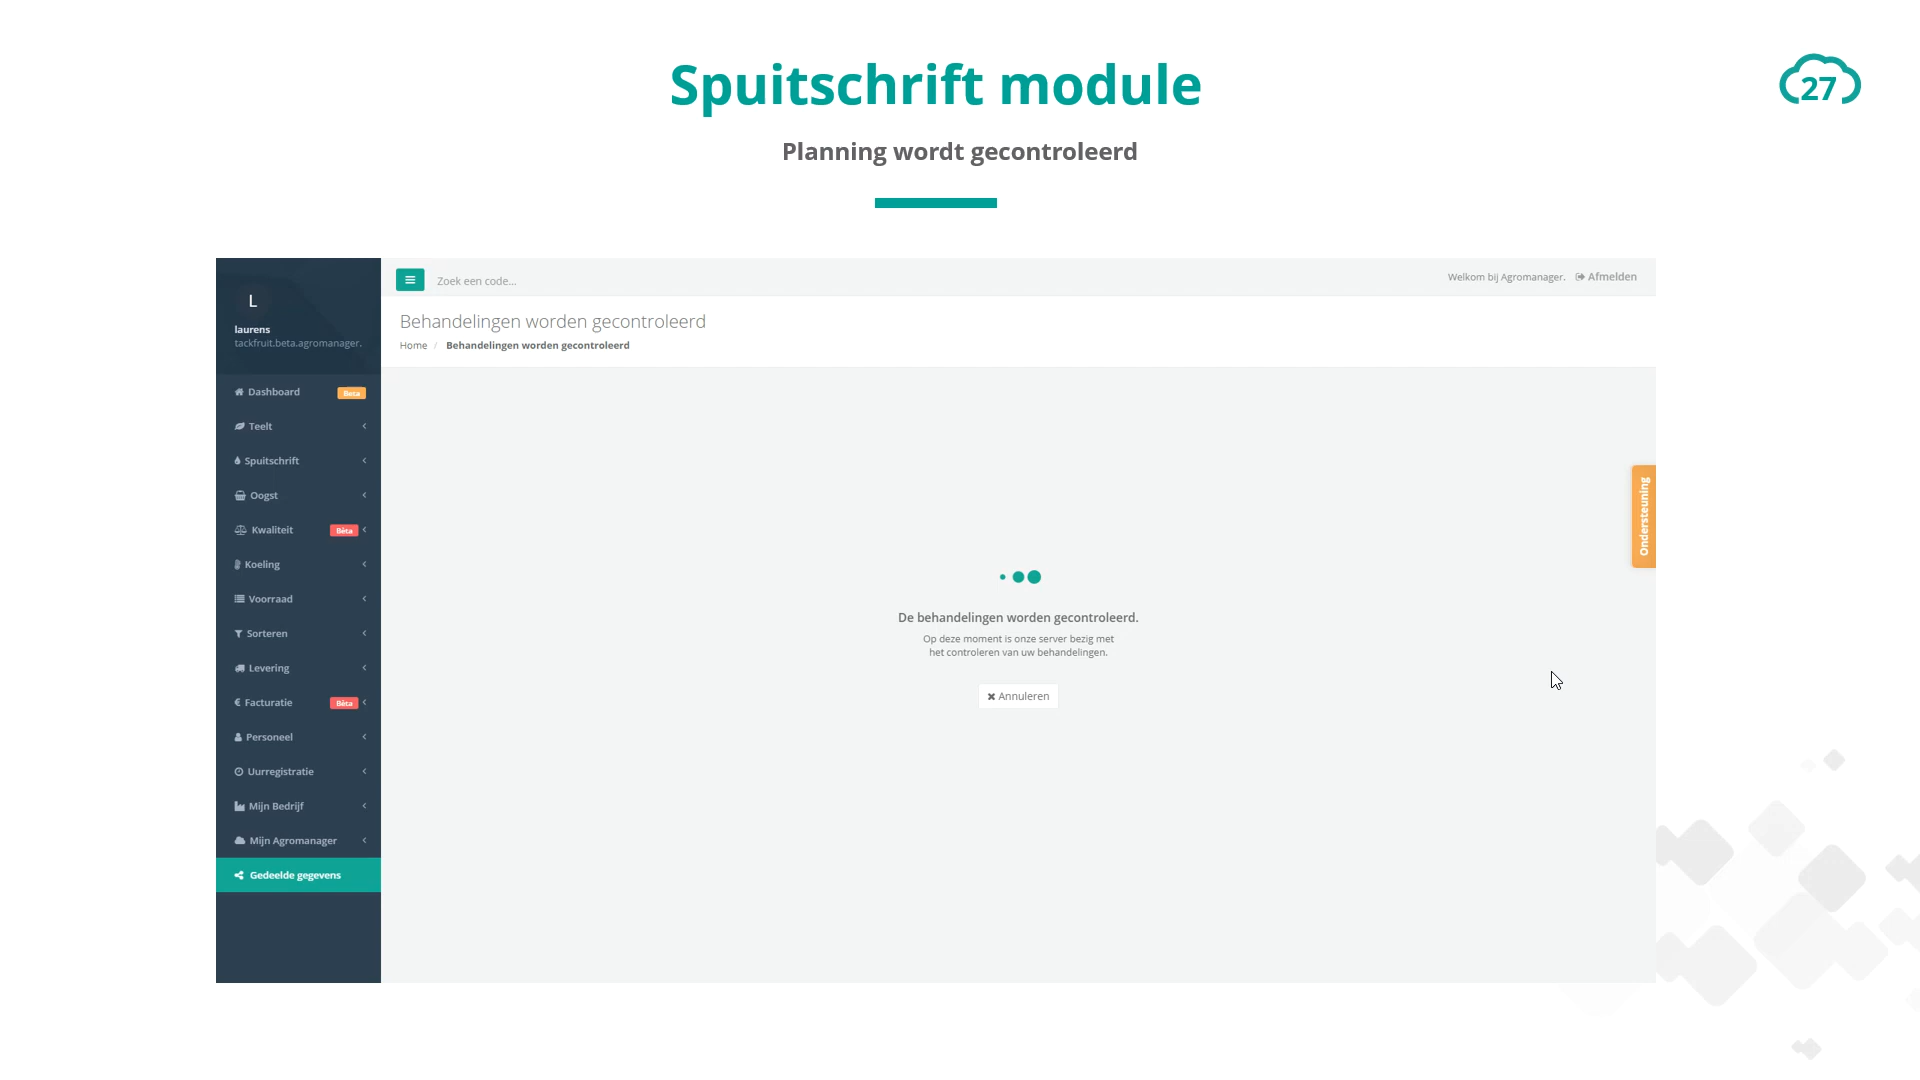 Spuitschrift module
27
Planning wordt gecontroleerd
L
laurens
tackfruit.beta.agromanager.
Zoek een code...
Welkom bij Agromanager.
Afmelden
Behandelingen worden gecontroleerd
Home / Behandelingen worden gecontroleerd
Dashboard Beta
Teelt
Spuitschrift
Oogst
Kwaliteit Bèta
Koeling
Voorraad
Sorteren
Levering
€ Facturatie Bèta
Personeel
Uurregistratie
Mijn Bedrijf
Mijn Agromanager
Gedeelde gegevens
De behandelingen worden gecontroleerd.
Op deze moment is onze server bezig met
het controleren van uw behandelingen.
Annuleren
Ondersteuning